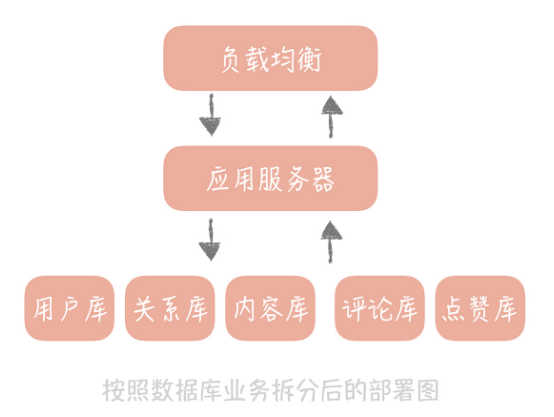 负载均衡
应用服务器
用户库 关系库 内容库 评论库 点赞库
按照数据库业务拆分后的部署图